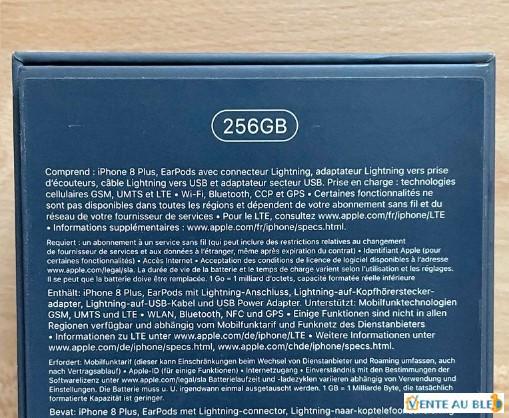 256GB
Comprend : iPhone 8 Plus, EarPods avec connecteur Lightning, adaptateur Lightning vers prise
d'écouteurs, câble Lightning vers USB et adaptateur secteur USB. Prise en charge : technologies
cellulaires GSM, UMTS et LTE • Wi-Fi, Bluetooth, CCP et GPS • Certaines fonctionnalités ne
sont pas disponibles dans toutes les régions et dépendent de votre abonnement sans fil et du
réseau de votre fournisseur de services • Pour le LTE, consultez www.apple.com/fr/iphone/LTE
• Informations supplémentaires : www.apple.com/fr/iphone/specs.html.
Requiert : un abonnement à un service sans fil (qui peut inclure des restrictions relatives au changement
de fournisseur de services et aux données à l'étranger, même après expiration du contrat) • Identifiant Apple (pour
certaines fonctionnalités) • Accès Internet • Acceptation des conditions de licence de logiciel disponibles à l'adresse
www.apple.com/legal/sla. La durée de vie de la batterie et le temps de charge varient selon l'utilisation et les réglages.
Il se peut que la batterie doive être remplacée. 1 Go = 1 milliard d'octets, capacité formatée réelle inférieure
Enthält: iPhone 8 Plus, EarPods mit Lightning-Anschluss, Lightning-auf-Kopfhörerstecker-
adapter, Lightning-auf-USB-Kabel und USB Power Adapter. Unterstützt: Mobilfunktechnologien
GSM, UMTS und LTE • WLAN, Bluetooth, NFC und GPS • Einige Funktionen sind nicht in allen
Regionen verfügbar und abhängig vom Mobilfunktarif und Funknetz des Dienstanbieters
• Informationen zu LTE unter www.apple.com/de/iphone/LTE • Weitere Informationen unter
www.apple.com/de/iphone/specs.html, www.apple.com/chde/iphone/specs.html.
Erfordert: Mobilfunktarif (dieser kann Einschränkungen beim Wechsel von Dienstanbieter und Roaming umfassen, auch
nach Vertragsablauf) • Apple-ID (für einige Funktionen) • Internetzugang • Einverständnis mit den Bestimmungen der
Softwarelizenz unter www.apple.com/legal/sla Batterielaufzeit und -ladezyklen variieren abhängig von Verwendung und
Einstellungen. Die Batterie muss u. U. irgendwann einmal ausgetauscht werden. 1 GB = 1 Milliarde Byte, die tatsächlich
formatierte Kapazität ist geringer.
Bevat: iPhone 8 Plus, EarPods met Lightning-connector, Lightning-naar-koptelefoon
VENTE AU BLED